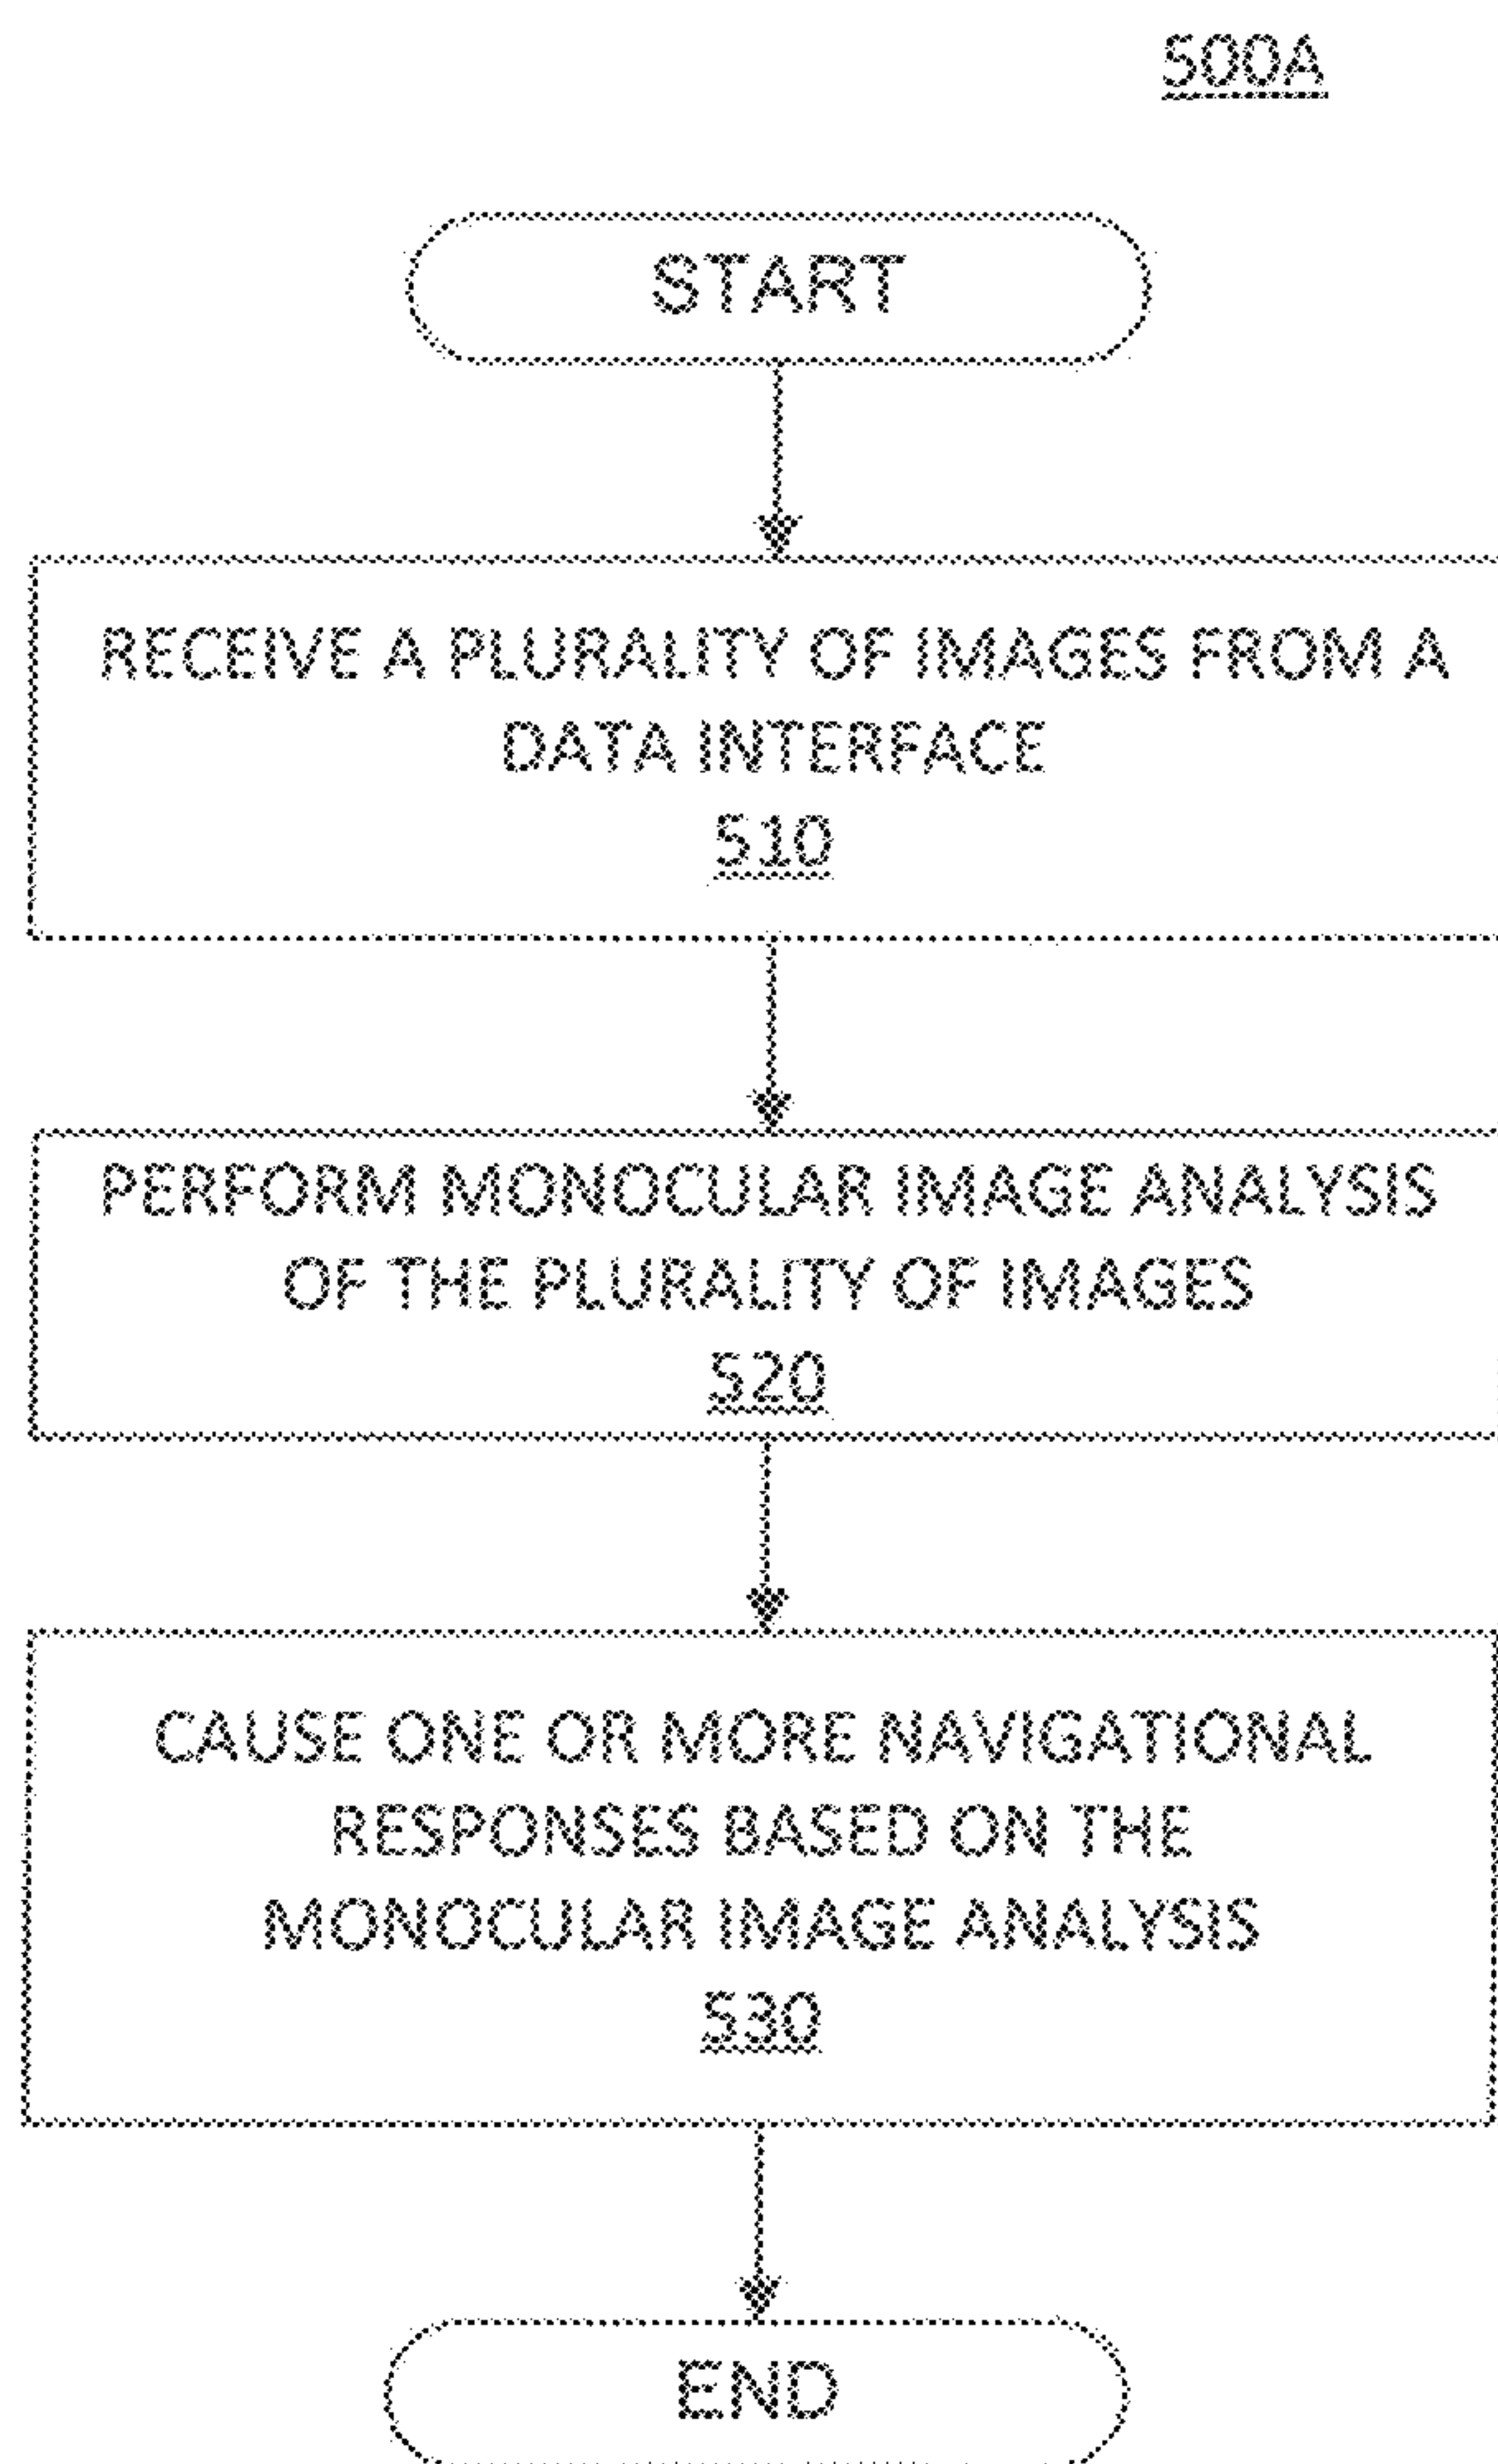 500A
START
RECEIVE A PLURALITY OF IMAGES FROM A
DATA INTERFACE
510
PERFORM MONOCULAR IMAGE ANALYSIS
OF THE PLURALITY OF IMAGES
520
CAUSE ONE OR MORE NAVIGATIONAL
RESPONSES BASED ON THE
MONOCULAR IMAGE ANALYSIS
530
END